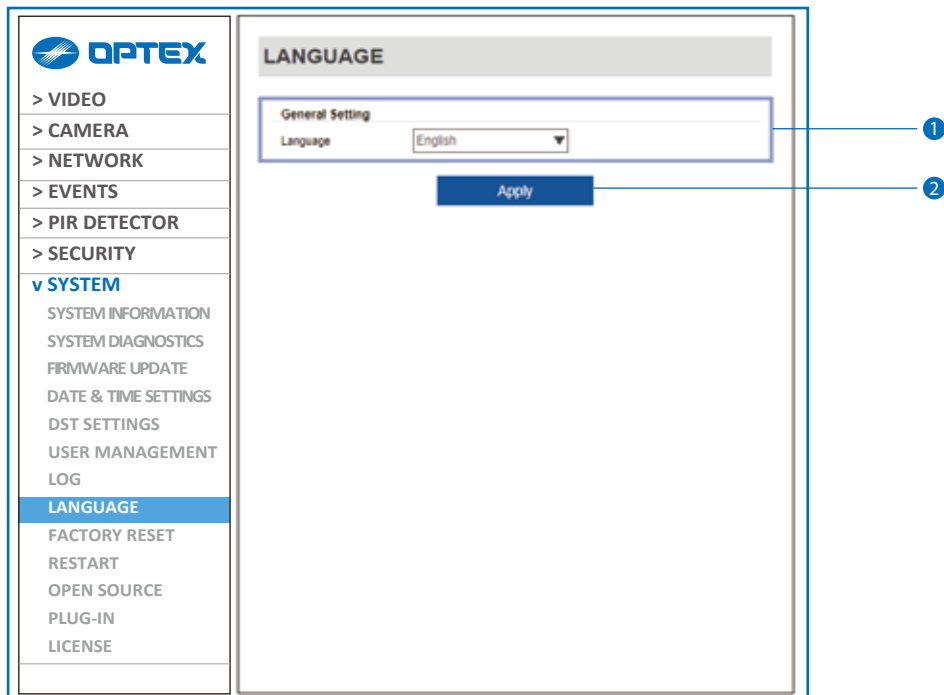 OPTEX
> VIDEO
> CAMERA
> NETWORK
> EVENTS
> PIR DETECTOR
> SECURITY
v SYSTEM
SYSTEM INFORMATION
SYSTEM DIAGNOSTICS
FIRMWARE UPDATE
DATE & TIME SETTINGS
DST SETTINGS
USER MANAGEMENT
LOG
LANGUAGE
FACTORY RESET
RESTART
OPEN SOURCE
PLUG-IN
LICENSE
LANGUAGE
General Setting
Language English
1
Apply
2